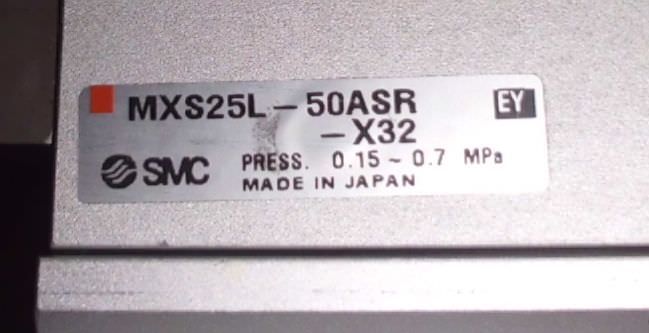 MXS25L-50ASR EY
-X32
SMC PRESS. 0.15~0.7 MPa
MADE IN JAPAN